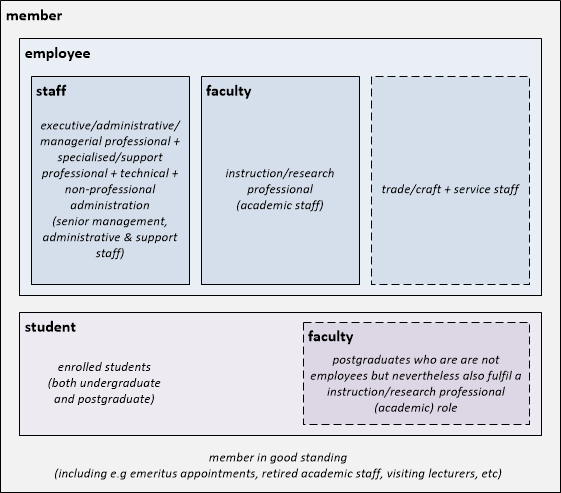 member
employee
staff
executive/administrative/
managerial professional +
specialised/support
professional + technical +
non-professional
administration
(senior management,
administrative & support
staff)
faculty
instruction/research
professional
(academic staff)
trade/craft + service staff
student
enrolled students
(both undergraduate
and postgraduate)
faculty
postgraduates who are are not
employees but nevertheless also fulfil a
instruction/research professional
(academic) role
member in good standing
(including e.g emeritus appointments, retired academic staff, visiting lecturers, etc)